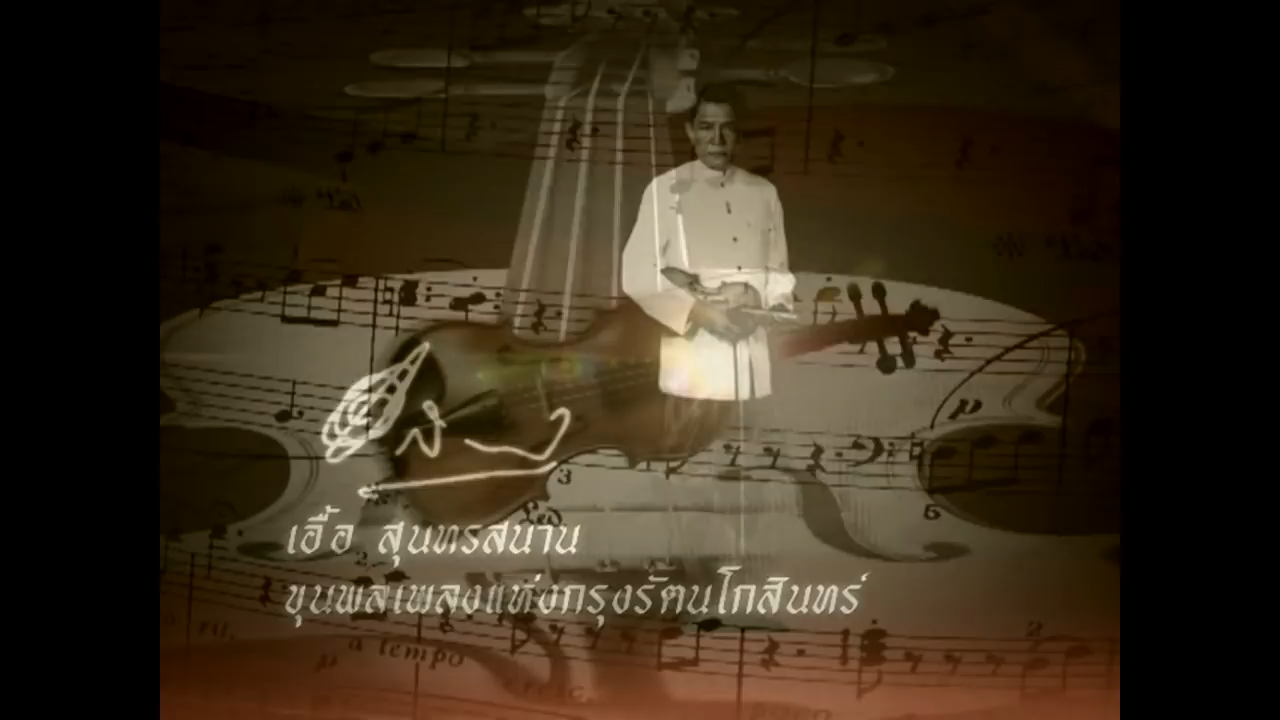 เอื้อ สุนทรสนาน
ขุนพลเพลงแห่งกรุงรัตนโกสินทร์
a tempo